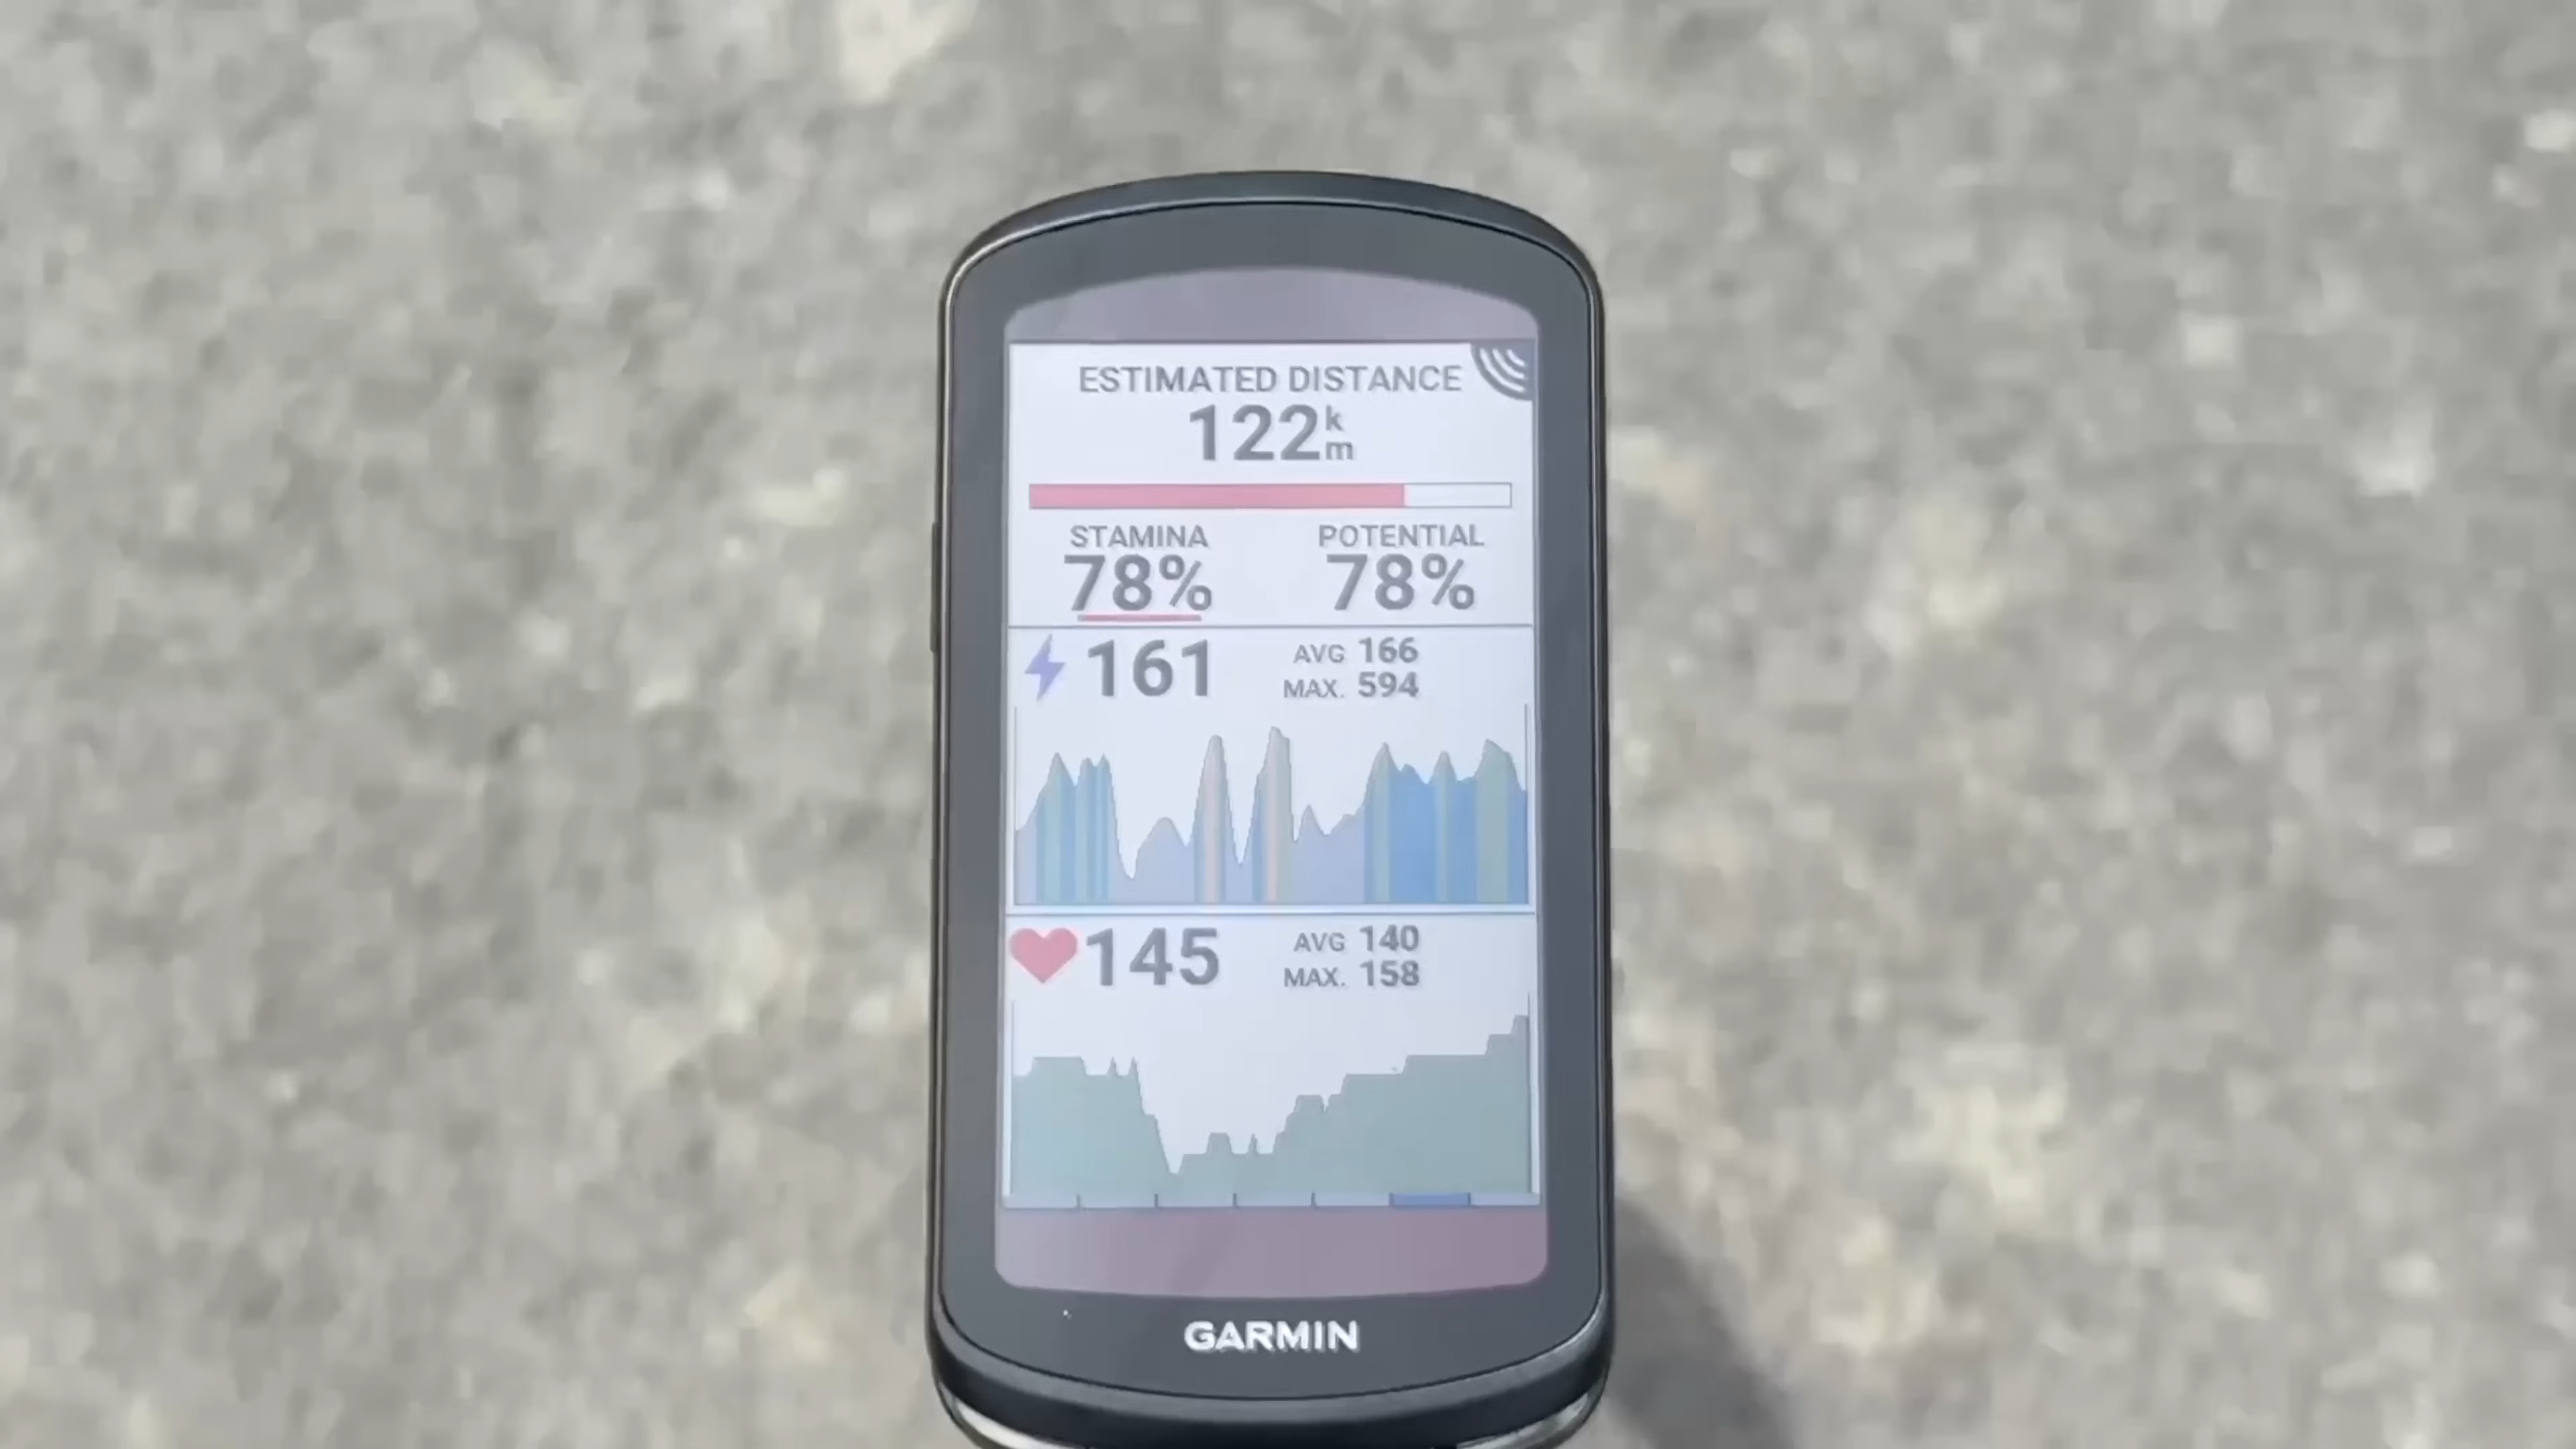 ESTIMATED DISTANCE
122 km
STAMINA POTENTIAL
78% 78%
161 AVG 166
MAX. 594
145 AVG 140
MAX. 158
GARMIN